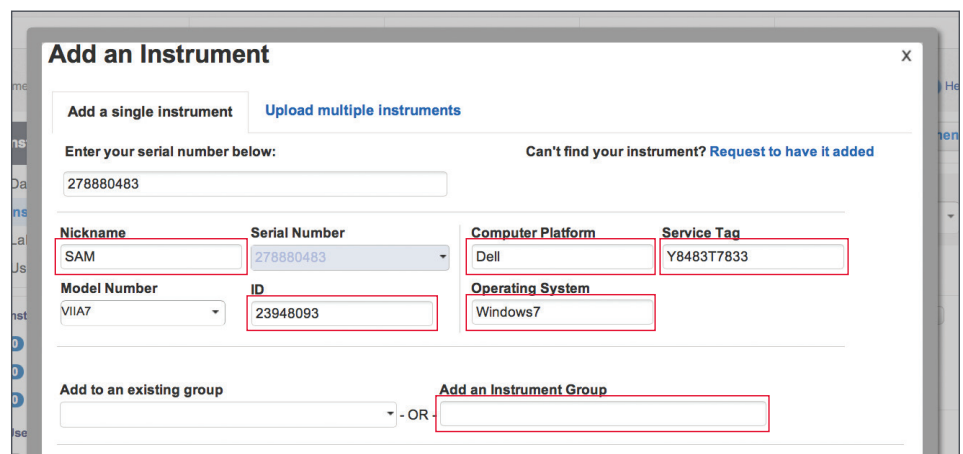 Add an Instrument
X
Add a single instrument Upload multiple instruments
Enter your serial number below: Can't find your instrument? Request to have it added
278880483
Nickname Serial Number Computer Platform Service Tag
SAM 278880483 Dell Y8483T7833
Model Number ID Operating System
VIIA7 23948093 Windows7
Add to an existing group Add an Instrument Group
- OR -